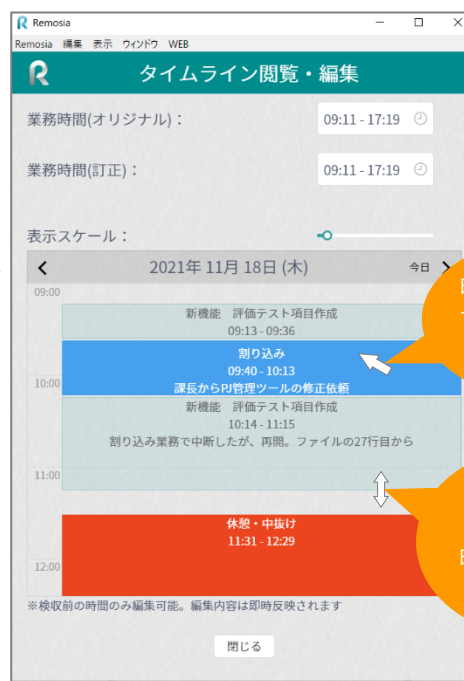 Remosia
Remosia 編集 表示 ウィンドウ WEB
タイムライン閲覧・編集
業務時間(オリジナル)： 09:11 - 17:19
業務時間(訂正)： 09:11 - 17:19
表示スケール：
2021年 11月 18日 (木) 今日
09:00
新機能 評価テスト項目作成
09:13 - 09:36
割り込み
09:40 - 10:13
10:00
課長からPJ管理ツールの修正依頼
新機能 評価テスト項目作成
10:14 - 11:15
割り込み業務で中断したが、再開。ファイルの27行目から
11:00
休憩・中抜け
11:31 - 12:29
12:00
※検収前の時間のみ編集可能。編集内容は即時反映されます
閉じる